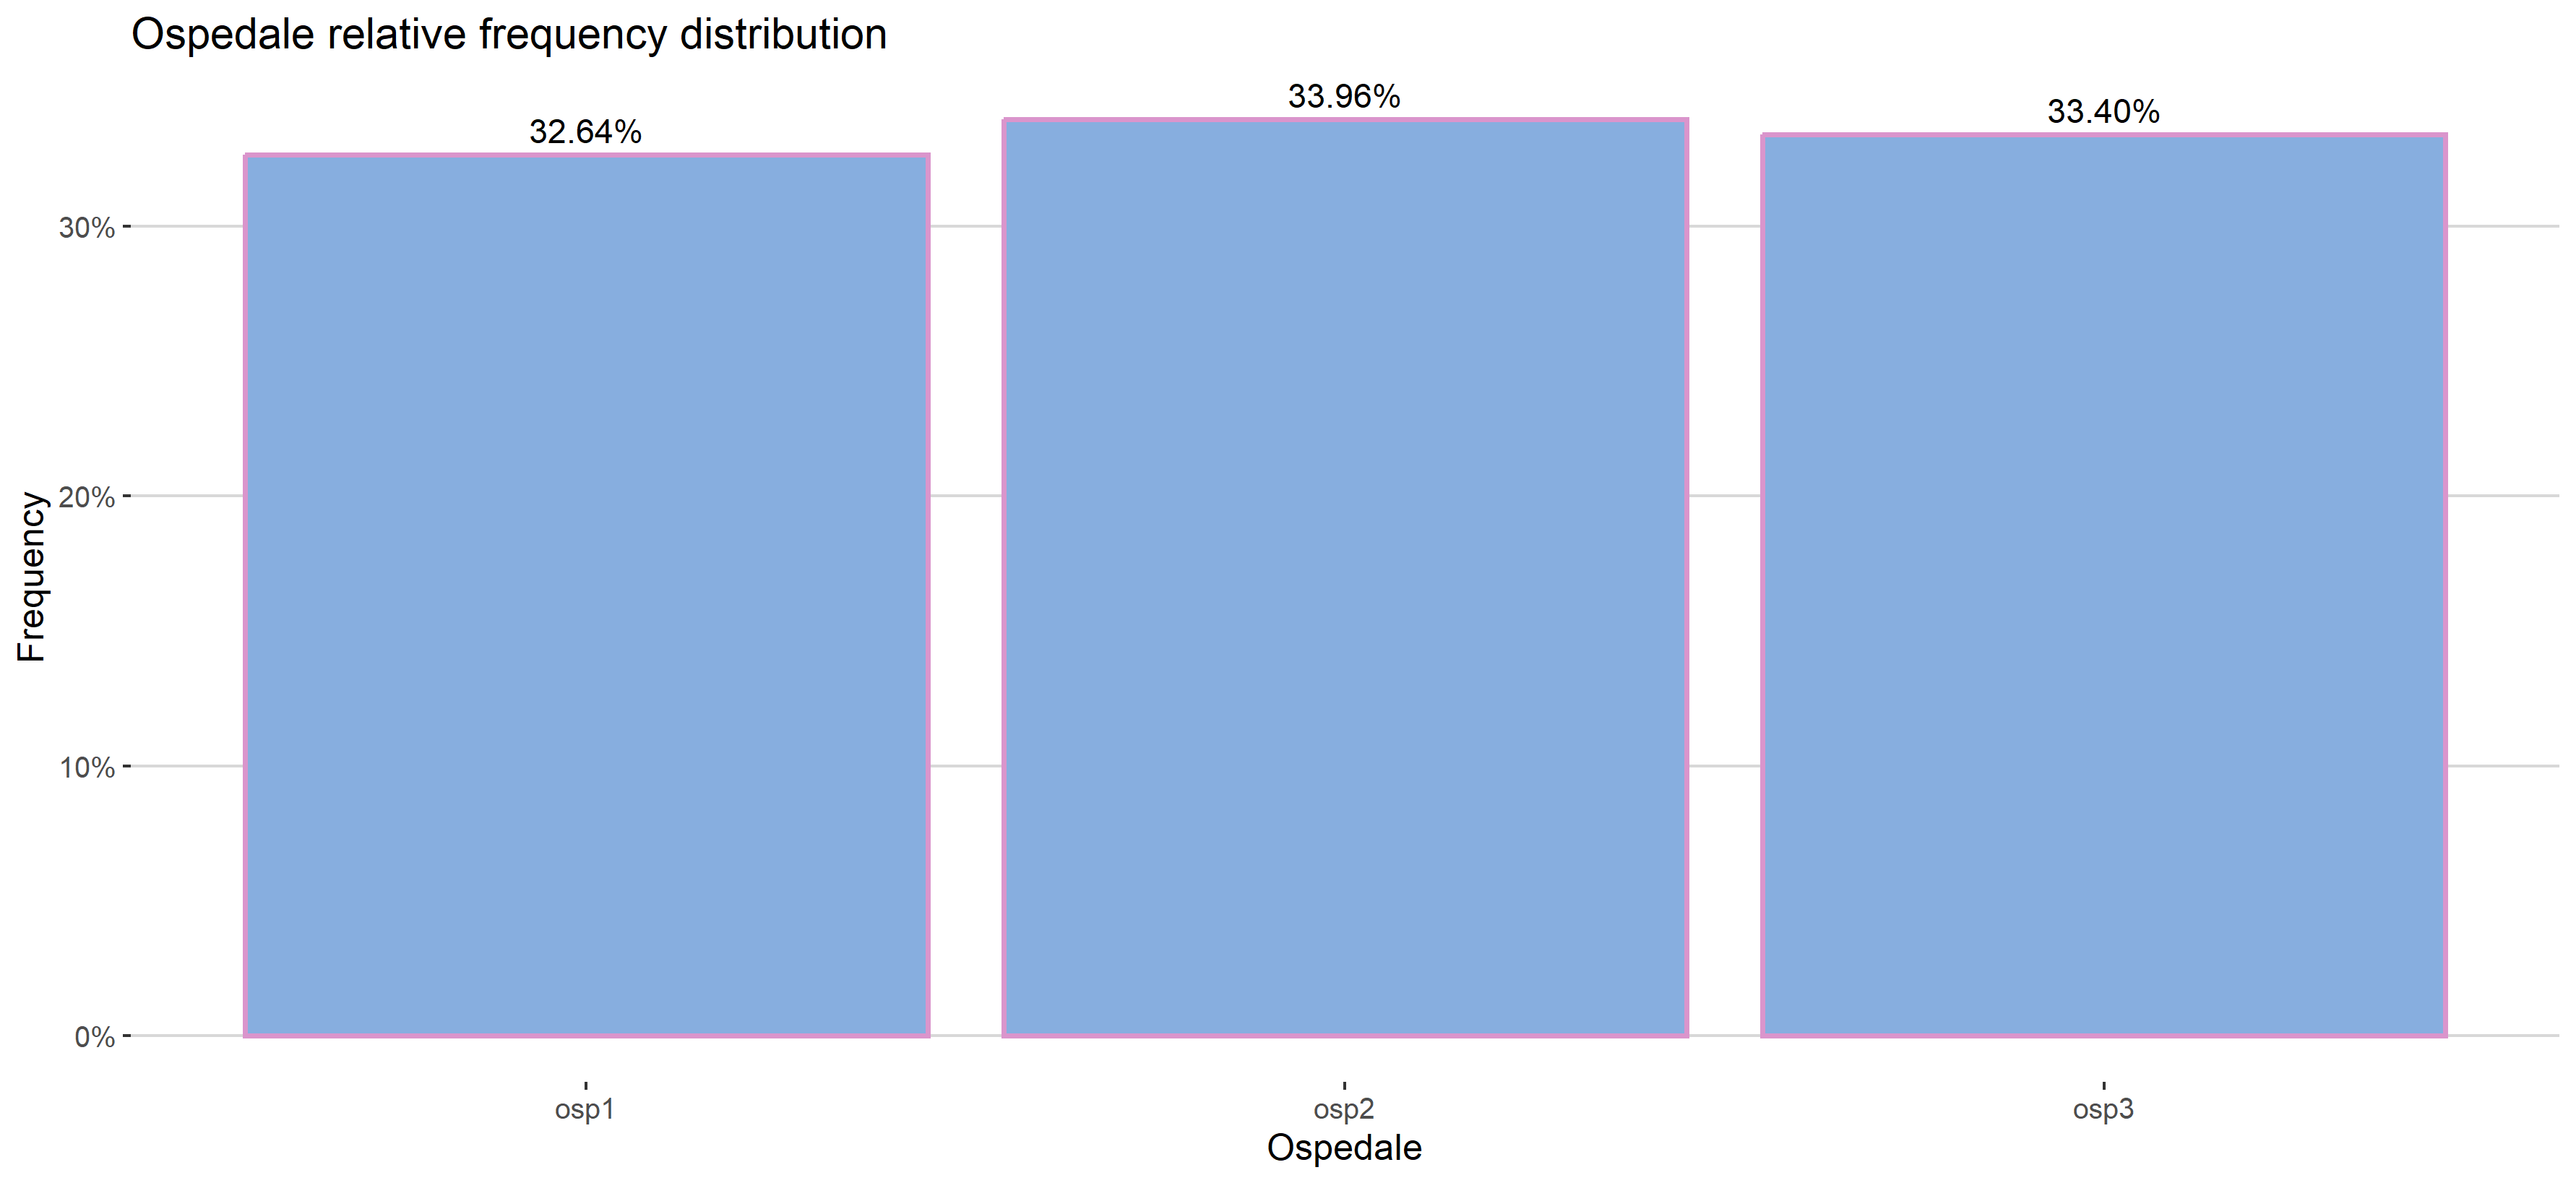 Ospedale relative frequency distribution
32.64%
33.96%
33.40%
30%
20%
10%
0%
Frequency
osp1
osp2
osp3
Ospedale